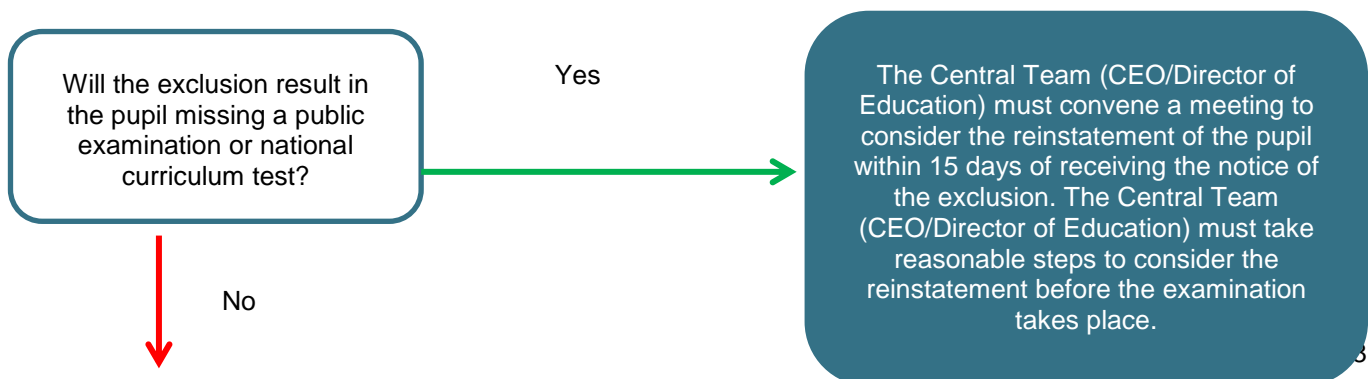 Will the exclusion result in
the pupil missing a public
examination or national
curriculum test?
Yes
The Central Team (CEO/Director of
Education) must convene a meeting to
consider the reinstatement of the pupil
within 15 days of receiving the notice of
the exclusion. The Central Team
(CEO/Director of Education) must take
reasonable steps to consider the
reinstatement before the examination
takes place.
No